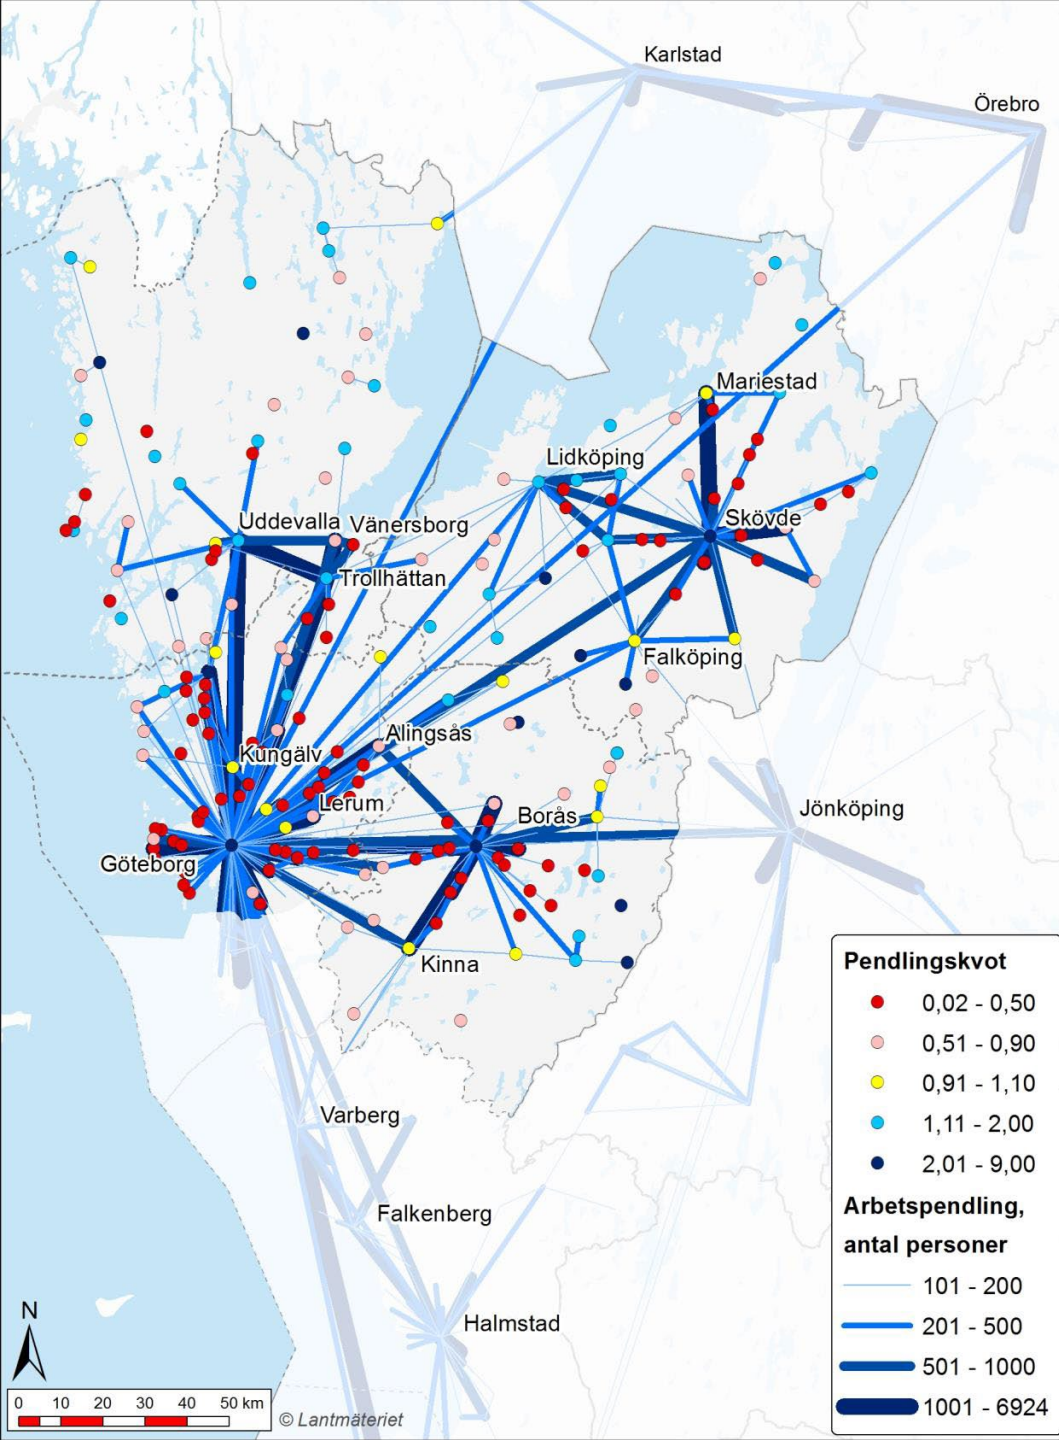 Karlstad
Örebro
Mariestad
Lidköping
Skövde
Uddevalla
Vänersborg
Trollhättan
Falköping
Alingsås
Kungälv
Lerum
Borås
Jönköping
Göteborg
Kinna
Varberg
Falkenberg
Halmstad
Pendlingskvot
0,02 - 0,50
0,51 - 0,90
0,91 - 1,10
1,11 - 2,00
2,01 - 9,00
Arbetspendling,
antal personer
101 - 200
201 - 500
501 - 1000
1001 - 6924
N
0 10 20 30 40 50 km
© Lantmäteriet